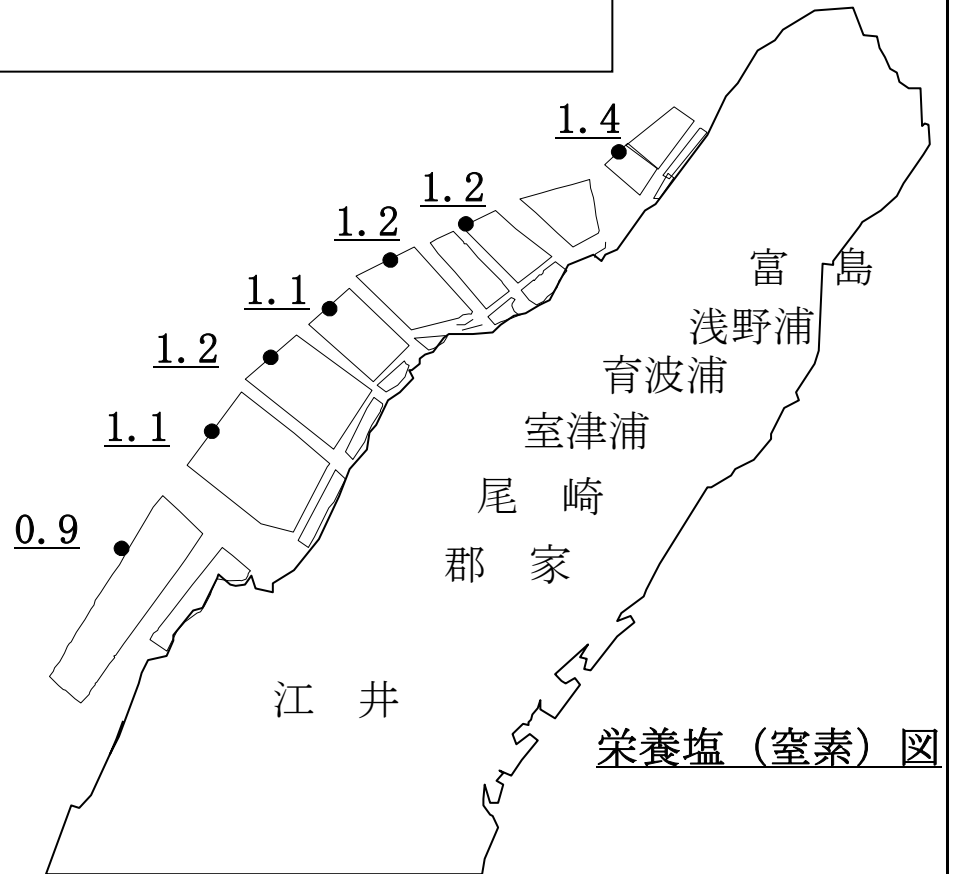 1.4
1.2
1.2
1.1
1.2
1.1
0.9
富　島
浅野浦
育波浦
室津浦
尾　崎
郡　家
江　井
栄養塩（窒素）図